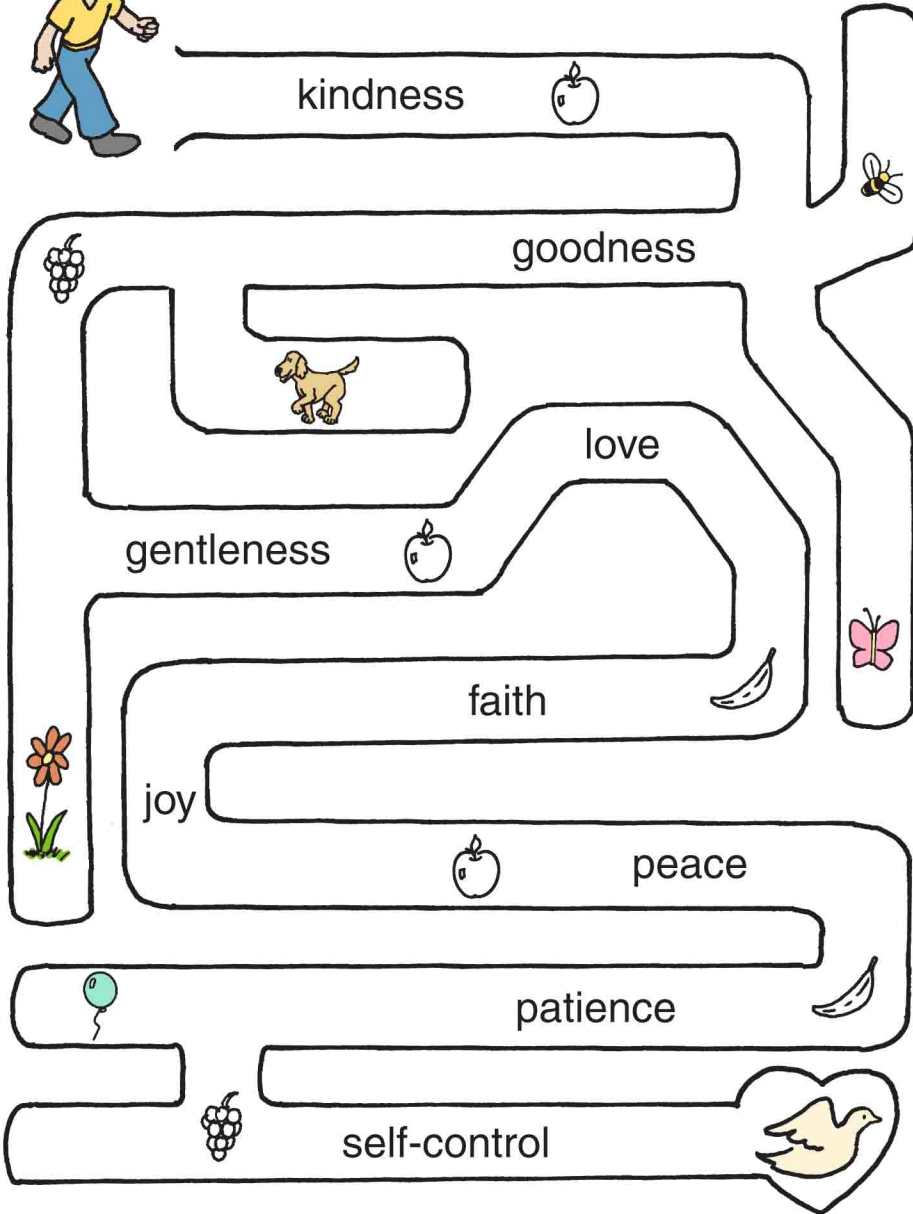 kindness
goodness
love
gentleness
faith
joy
peace
patience
self-control